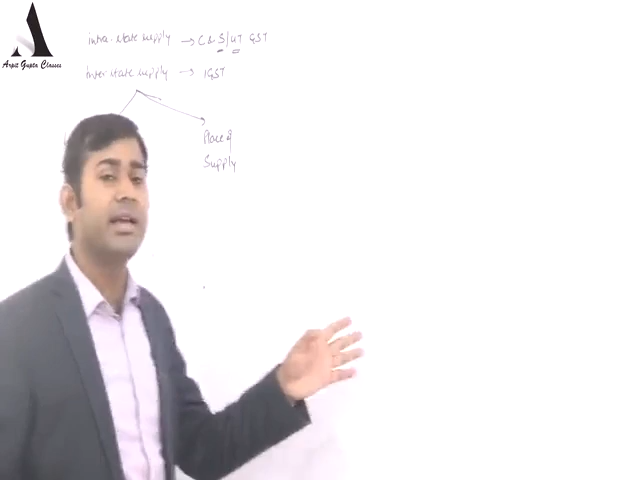 Arpit Gupta Classes
intra-state supply → C & S/UT GST
inter-state supply → IGST
Place of
Supply